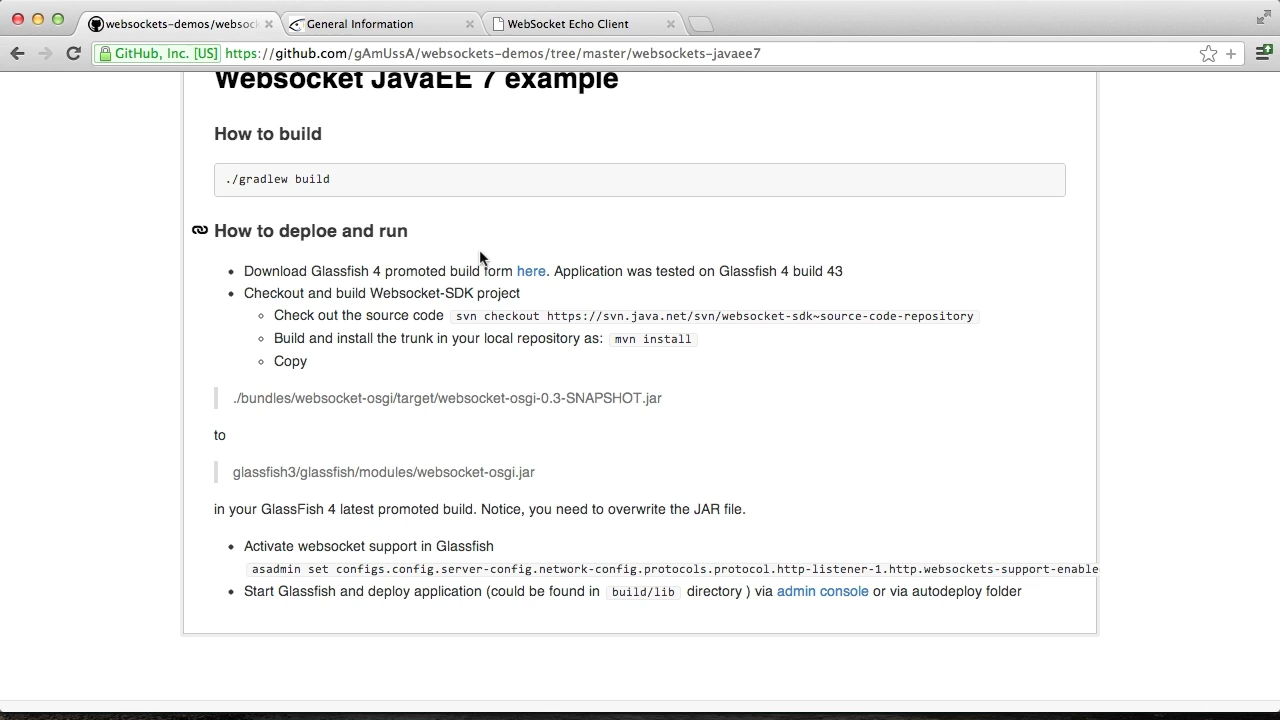 websockets-demos/websock
General Information
WebSocket Echo Client
GitHub, Inc. [US] https://github.com/gAmUssA/websockets-demos/tree/master/websockets-javaee7
Websocket JavaEE 7 example
How to build
./gradlew build
How to deploe and run
Download Glassfish 4 promoted build form here. Application was tested on Glassfish 4 build 43
Checkout and build Websocket-SDK project
Check out the source code svn checkout https://svn.java.net/svn/websocket-sdk~source-code-repository
Build and install the trunk in your local repository as: mvn install
Copy
./bundles/websocket-osgi/target/websocket-osgi-0.3-SNAPSHOT.jar
to
glassfish3/glassfish/modules/websocket-osgi.jar
in your GlassFish 4 latest promoted build. Notice, you need to overwrite the JAR file.
Activate websocket support in Glassfish
asadmin set configs.config.server-config.network-config.protocols.protocol.http-listener-1.http.websockets-support-enable
Start Glassfish and deploy application (could be found in build/lib directory ) via admin console or via autodeploy folder